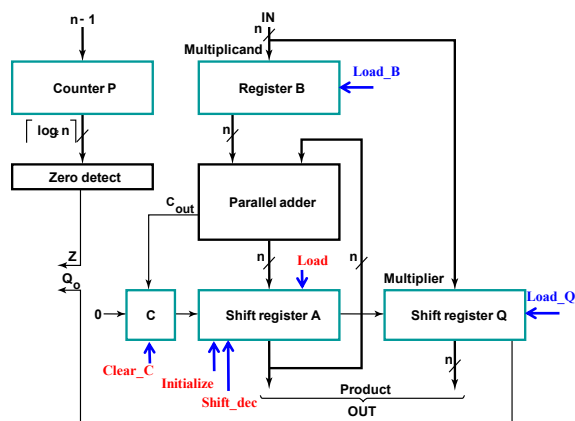 n - 1
IN
n
Multiplicand
Counter P
Register B
Load_B
⌈log₂ n⌉
n
Zero detect
Parallel adder
Cout
n
n
Load
Z
Qo
Multiplier
0
C
Shift register A
Shift register Q
Load_Q
Clear_C
Initialize
Shift_dec
n
Product
OUT